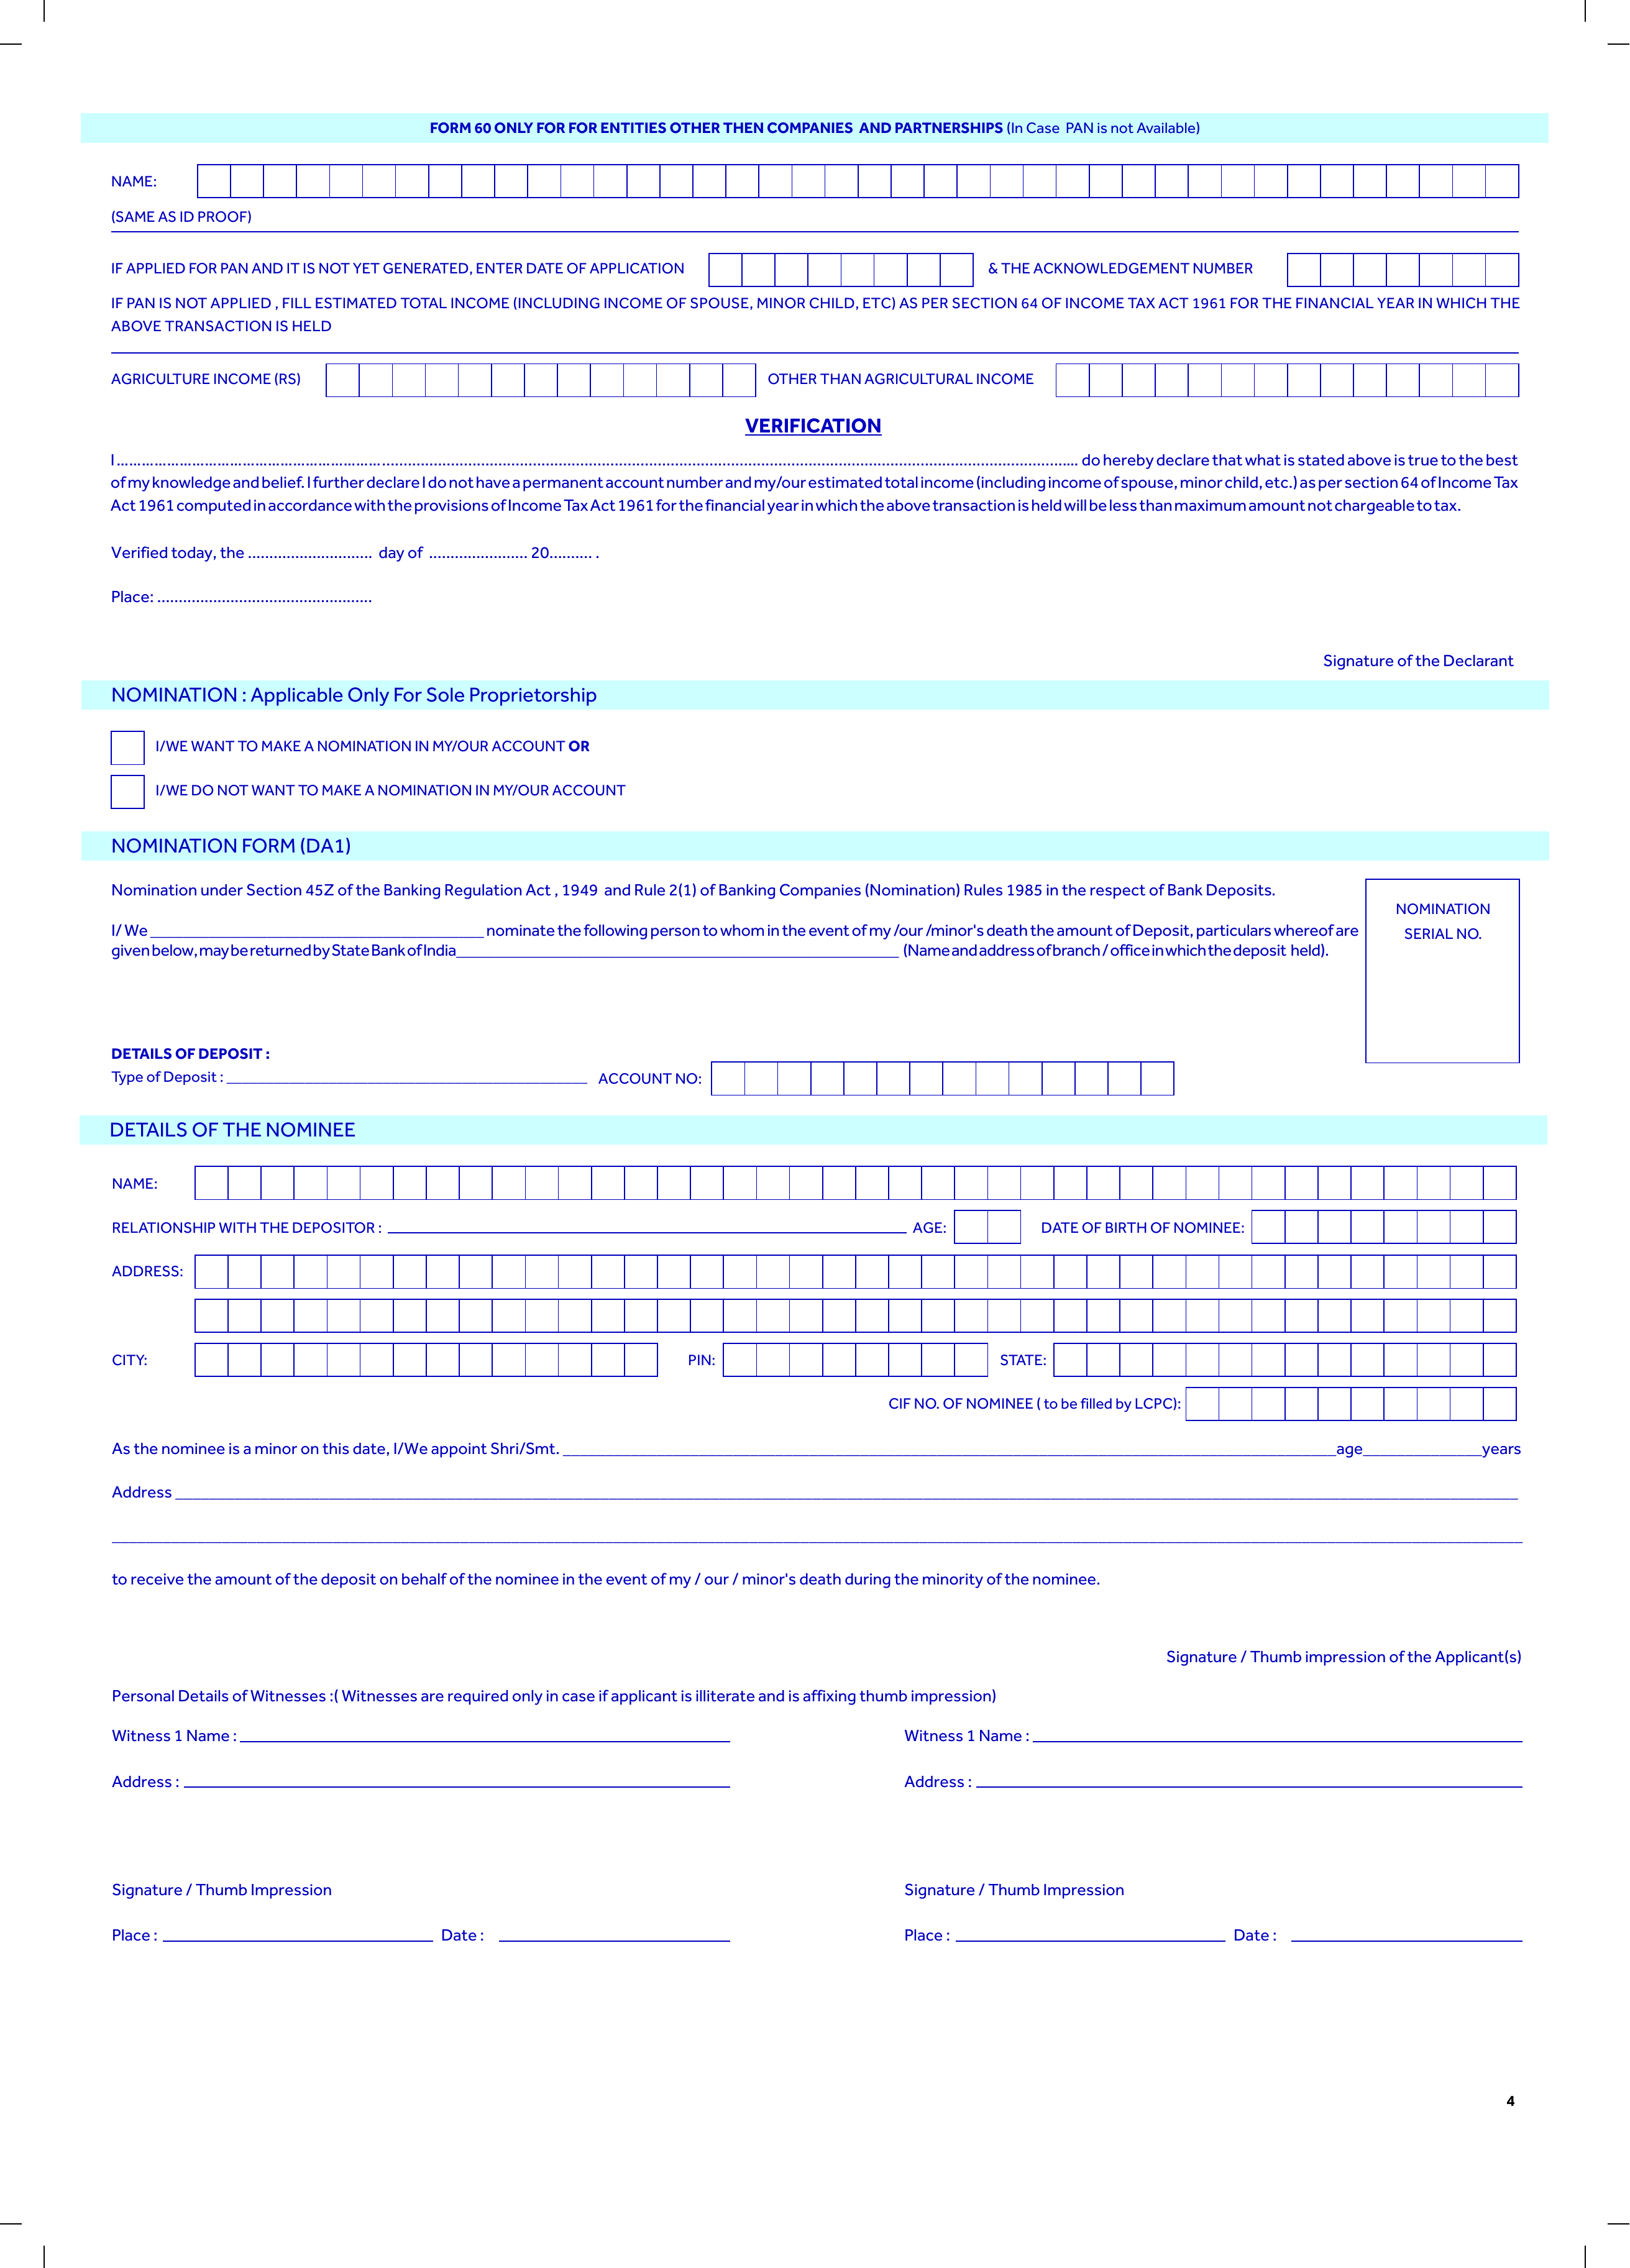 FORM 60 ONLY FOR FOR ENTITIES OTHER THEN COMPANIES AND PARTNERSHIPS (In Case PAN is not Available)
NAME:
(SAME AS ID PROOF)
IF APPLIED FOR PAN AND IT IS NOT YET GENERATED, ENTER DATE OF APPLICATION & THE ACKNOWLEDGEMENT NUMBER
IF PAN IS NOT APPLIED , FILL ESTIMATED TOTAL INCOME (INCLUDING INCOME OF SPOUSE, MINOR CHILD, ETC) AS PER SECTION 64 OF INCOME TAX ACT 1961 FOR THE FINANCIAL YEAR IN WHICH THE
ABOVE TRANSACTION IS HELD
AGRICULTURE INCOME (RS) OTHER THAN AGRICULTURAL INCOME
VERIFICATION
I ........................................ do hereby declare that what is stated above is true to the best
of my knowledge and belief. I further declare I do not have a permanent account number and my/our estimated total income (including income of spouse, minor child, etc.) as per section 64 of Income Tax
Act 1961 computed in accordance with the provisions of Income Tax Act 1961 for the financial year in which the above transaction is held will be less than maximum amount not chargeable to tax.
Verified today, the ............................. day of ....................... 20.......... .
Place: ..................................................
Signature of the Declarant
NOMINATION : Applicable Only For Sole Proprietorship
I/WE WANT TO MAKE A NOMINATION IN MY/OUR ACCOUNT OR
I/WE DO NOT WANT TO MAKE A NOMINATION IN MY/OUR ACCOUNT
NOMINATION FORM (DA1)
Nomination under Section 45Z of the Banking Regulation Act , 1949 and Rule 2(1) of Banking Companies (Nomination) Rules 1985 in the respect of Bank Deposits.
NOMINATION
SERIAL NO.
I/ We ____________________ nominate the following person to whom in the event of my /our /minor's death the amount of Deposit, particulars whereof are
given below, may be returned by State Bank of India____________________ (Name and address of branch / office in which the deposit held).
DETAILS OF DEPOSIT :
Type of Deposit : ____________________ ACCOUNT NO:
DETAILS OF THE NOMINEE
NAME:
RELATIONSHIP WITH THE DEPOSITOR : ____________________ AGE: DATE OF BIRTH OF NOMINEE:
ADDRESS:
CITY: PIN: STATE:
CIF NO. OF NOMINEE ( to be filled by LCPC):
As the nominee is a minor on this date, I/We appoint Shri/Smt. ____________________age__________years
Address ____________________
to receive the amount of the deposit on behalf of the nominee in the event of my / our / minor's death during the minority of the nominee.
Signature / Thumb impression of the Applicant(s)
Personal Details of Witnesses :( Witnesses are required only in case if applicant is illiterate and is affixing thumb impression)
Witness 1 Name : ____________________ Witness 1 Name : ____________________
Address : ____________________ Address : ____________________
Signature / Thumb Impression Signature / Thumb Impression
Place : __________ Date : __________ Place : __________ Date : __________
4